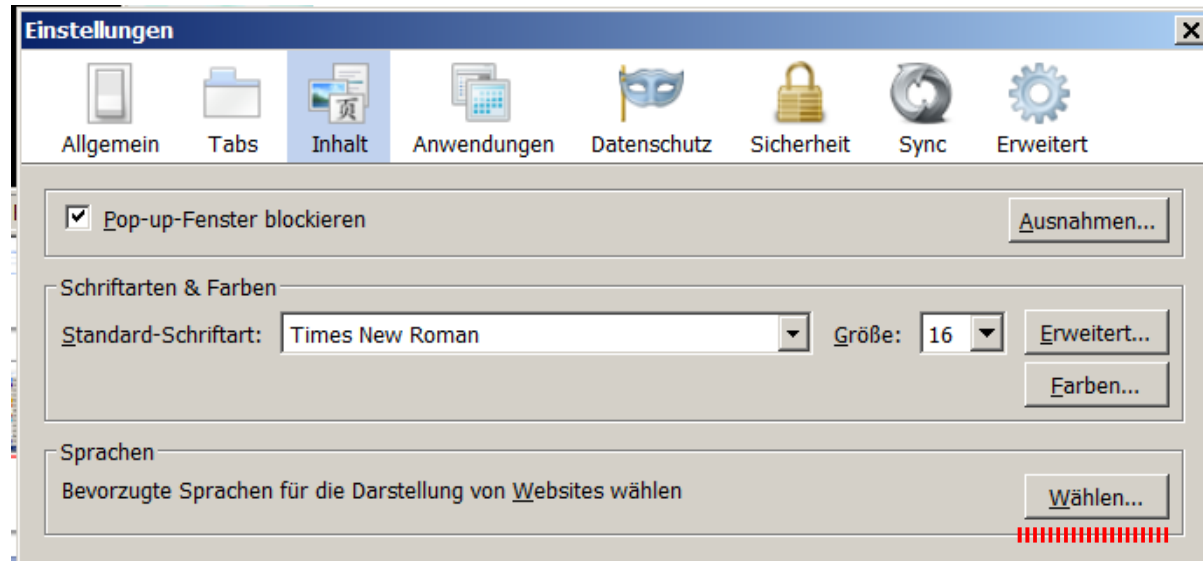 Einstellungen
页
Allgemein Tabs Inhalt Anwendungen Datenschutz Sicherheit Sync Erweitert
Pop-up-Fenster blockieren Ausnahmen...
Schriftarten & Farben
Standard-Schriftart: Times New Roman Größe: 16 Erweitert...
Farben...
Sprachen
Bevorzugte Sprachen für die Darstellung von Websites wählen Wählen...